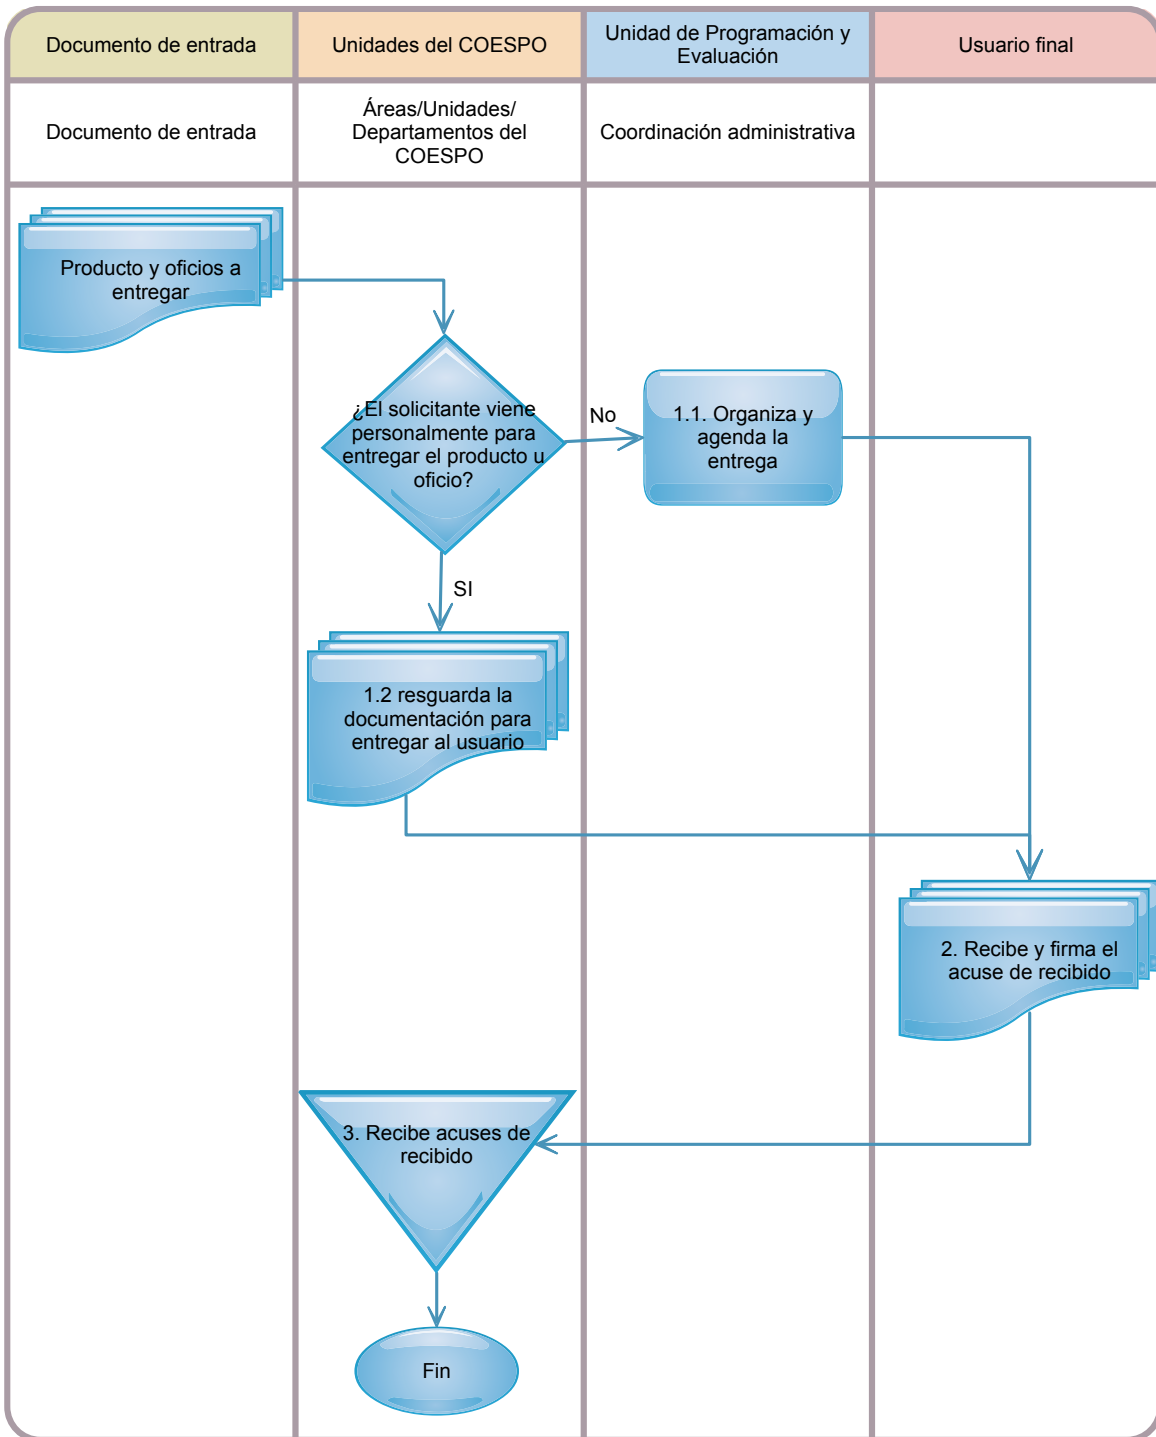 Documento de entrada
Unidades del COESPO
Unidad de Programación y
Evaluación
Usuario final
Documento de entrada
Áreas/Unidades/
Departamentos del
COESPO
Coordinación administrativa
Producto y oficios a
entregar
¿El solicitante viene
personalmente para
entregar el producto u
oficio?
No
1.1. Organiza y
agenda la
entrega
SI
1.2 resguarda la
documentación para
entregar al usuario
2. Recibe y firma el
acuse de recibido
3. Recibe acuses de
recibido
Fin